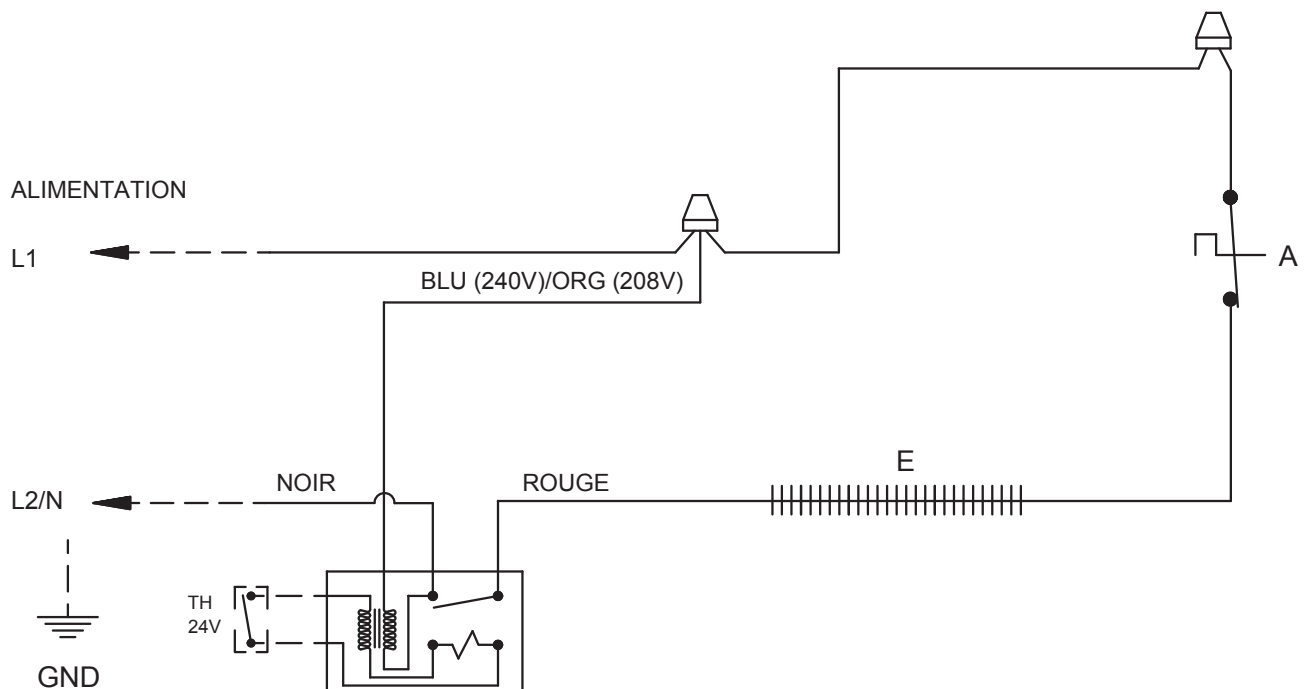 ALIMENTATION
L1
BLU (240V)/ORG (208V)
A
L2/N
NOIR
ROUGE
E
TH
24V
GND